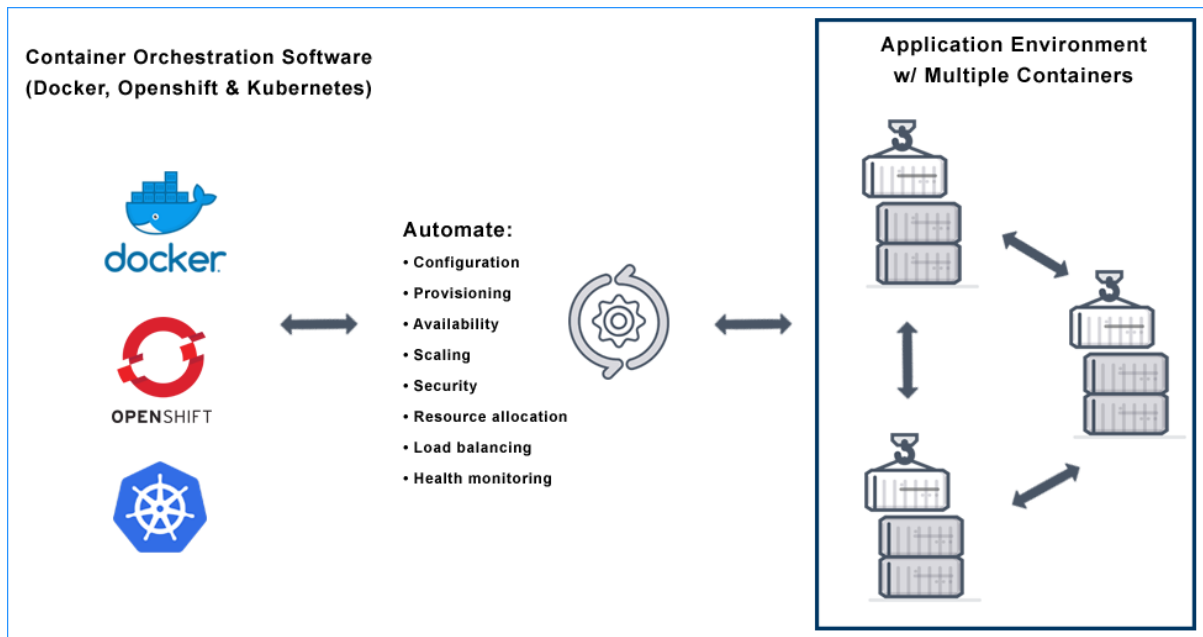 Container Orchestration Software
(Docker, Openshift & Kubernetes)
docker
OPENSHIFT
Automate:
• Configuration
• Provisioning
• Availability
• Scaling
• Security
• Resource allocation
• Load balancing
• Health monitoring
Application Environment
w/ Multiple Containers